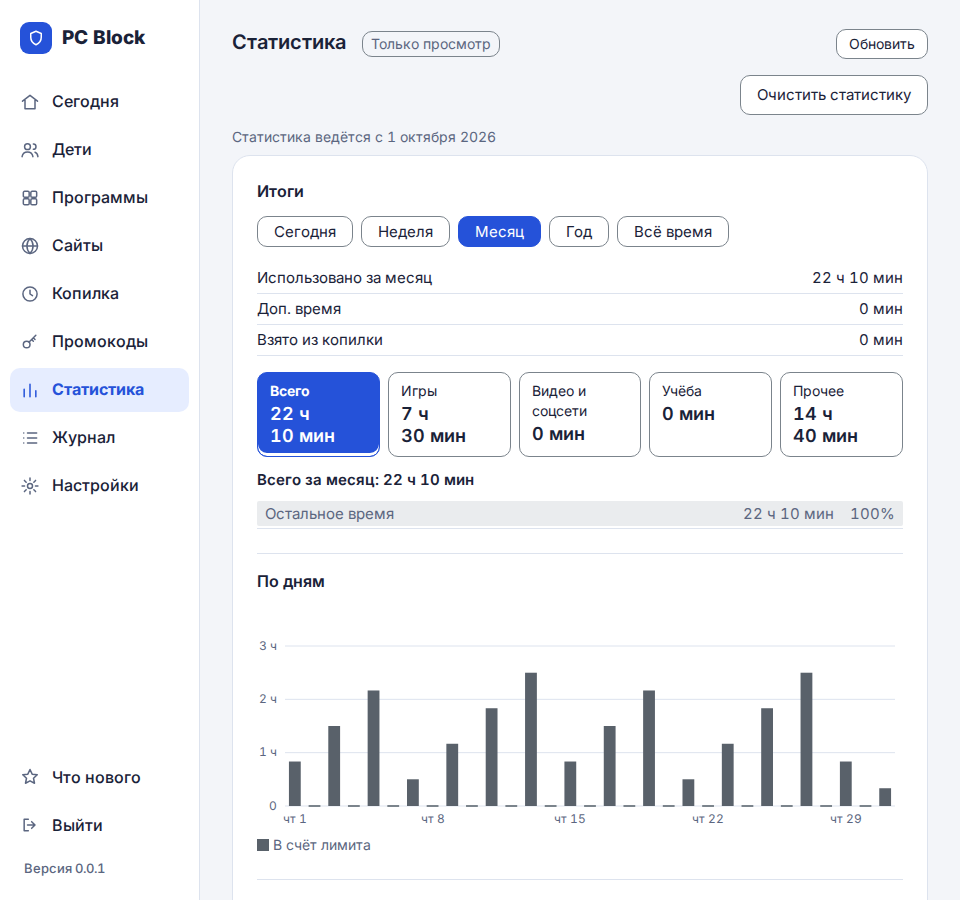 PC Block
Сегодня
Дети
Программы
Сайты
Копилка
Промокоды
Статистика
Журнал
Настройки
Что нового
Выйти
Версия 0.0.1
Статистика
Только просмотр
Обновить
Очистить статистику
Статистика ведётся с 1 октября 2026
Итоги
Сегодня
Неделя
Месяц
Год
Всё время
Использовано за месяц 22 ч 10 мин
Доп. время 0 мин
Взято из копилки 0 мин
Всего
22 ч
10 мин
Игры
7 ч
30 мин
Видео и
соцсети
0 мин
Учёба
0 мин
Прочее
14 ч
40 мин
Всего за месяц: 22 ч 10 мин
Остальное время 22 ч 10 мин 100%
По дням
3 ч
2 ч
1 ч
0
чт 1 чт 8 чт 15 чт 22 чт 29
В счёт лимита